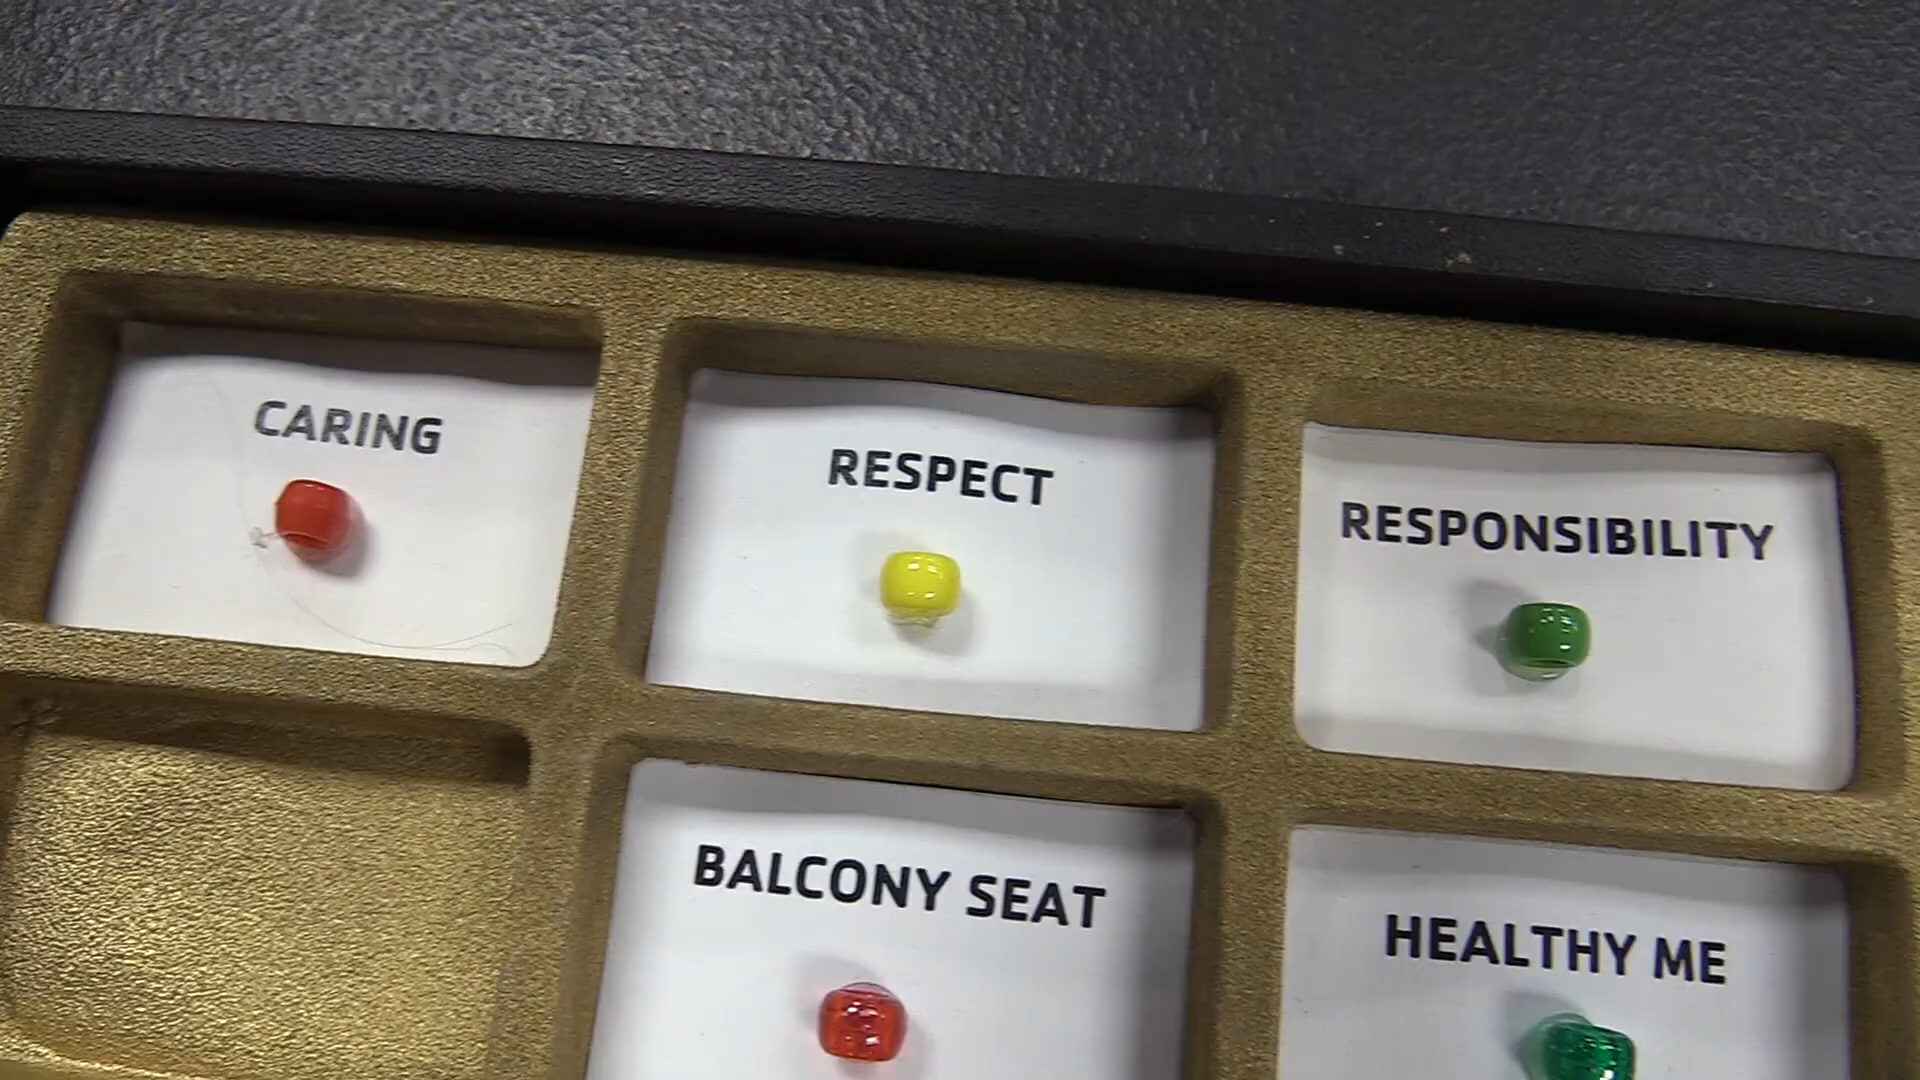 CARING
RESPECT
RESPONSIBILITY
BALCONY SEAT
HEALTHY ME